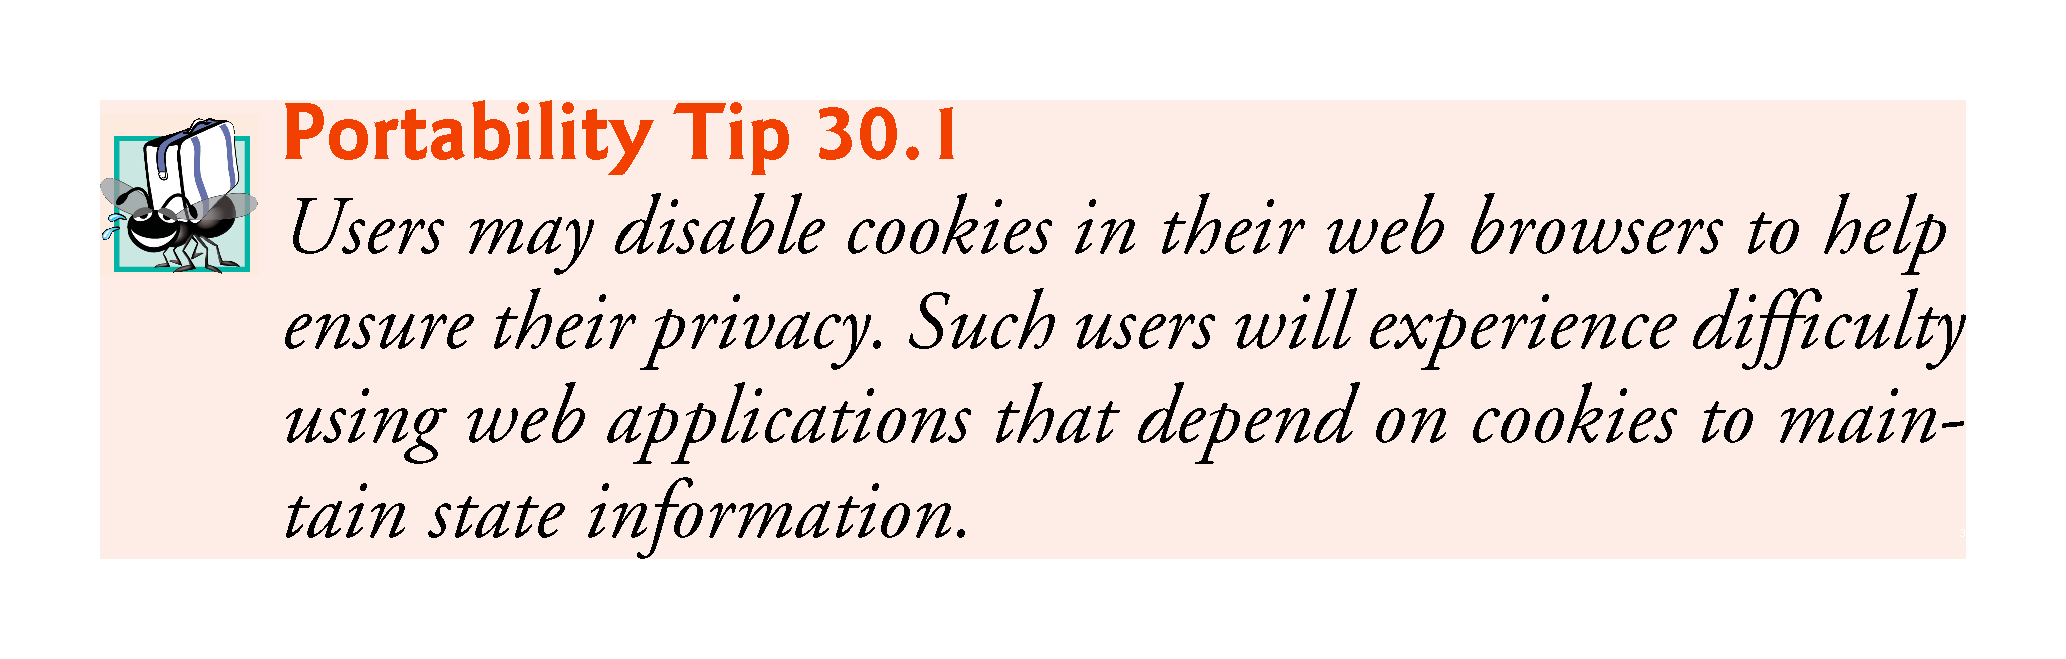 Portability Tip 30.1
Users may disable cookies in their web browsers to help
ensure their privacy. Such users will experience difficulty
using web applications that depend on cookies to main-
tain state information.